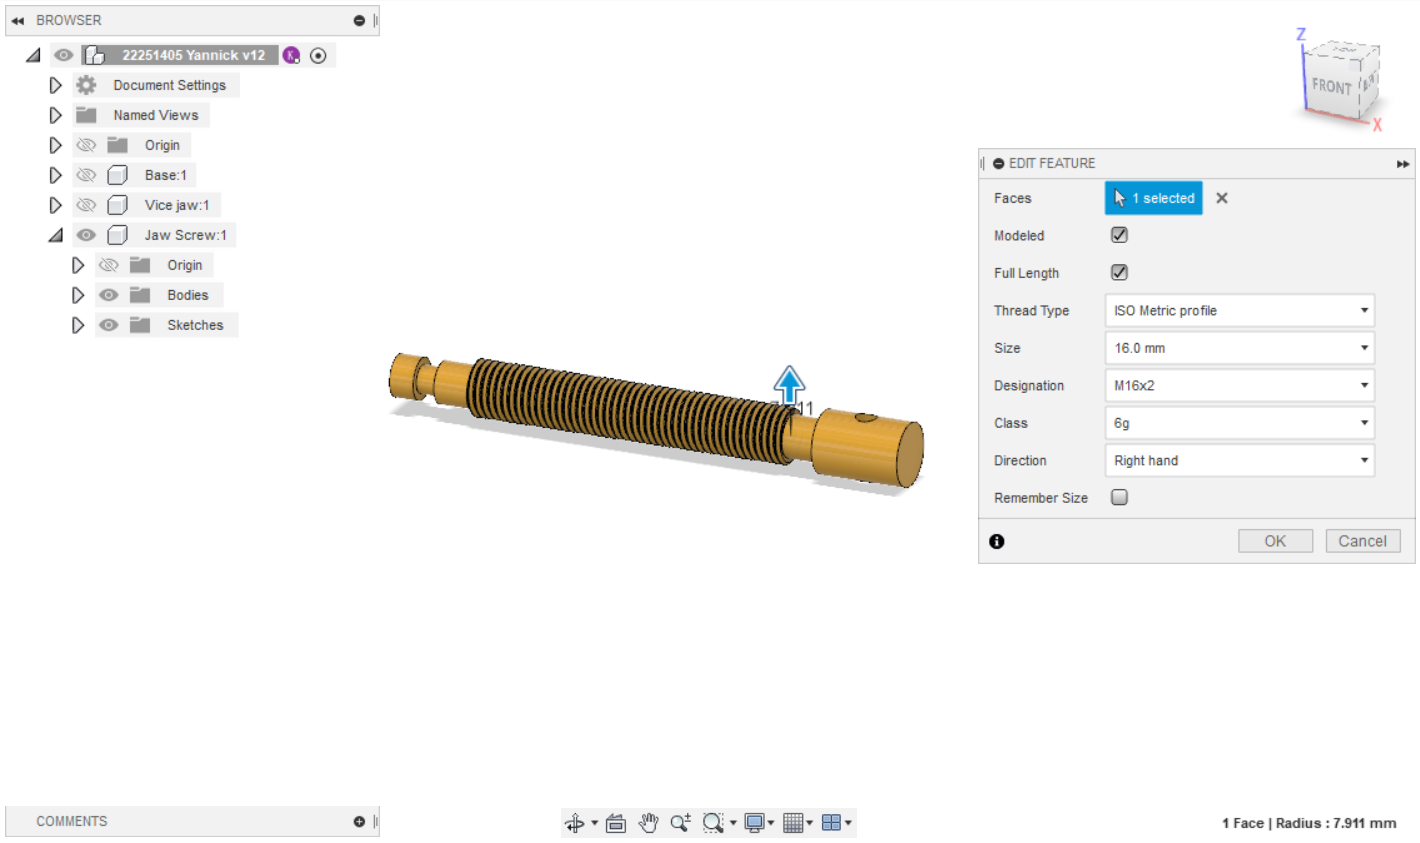 BROWSER
22251405 Yannick v12
K
Document Settings
Named Views
Origin
Base:1
Vice jaw:1
Jaw Screw:1
Origin
Bodies
Sketches
Z
FRONT
X
EDIT FEATURE
Faces 1 selected
Modeled
Full Length
Thread Type ISO Metric profile
Size 16.0 mm
Designation M16x2
Class 6g
Direction Right hand
Remember Size
OK Cancel
COMMENTS
1 Face | Radius : 7.911 mm